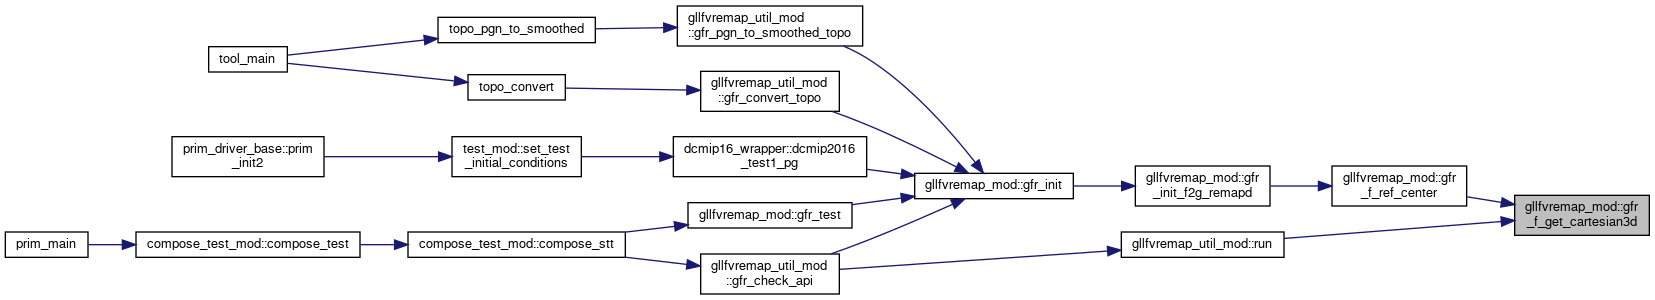 topo_pgn_to_smoothed
gllfvremap_util_mod
::gfr_pgn_to_smoothed_topo
tool_main
topo_convert
gllfvremap_util_mod
::gfr_convert_topo
prim_driver_base::prim
_init2
test_mod::set_test
_initial_conditions
dcmip16_wrapper::dcmip2016
_test1_pg
gllfvremap_mod::gfr_init
gllfvremap_mod::gfr
_init_f2g_remapd
gllfvremap_mod::gfr
_f_ref_center
gllfvremap_mod::gfr
_f_get_cartesian3d
gllfvremap_mod::gfr_test
prim_main
compose_test_mod::compose_test
compose_test_mod::compose_stt
gllfvremap_util_mod::run
gllfvremap_util_mod
::gfr_check_api